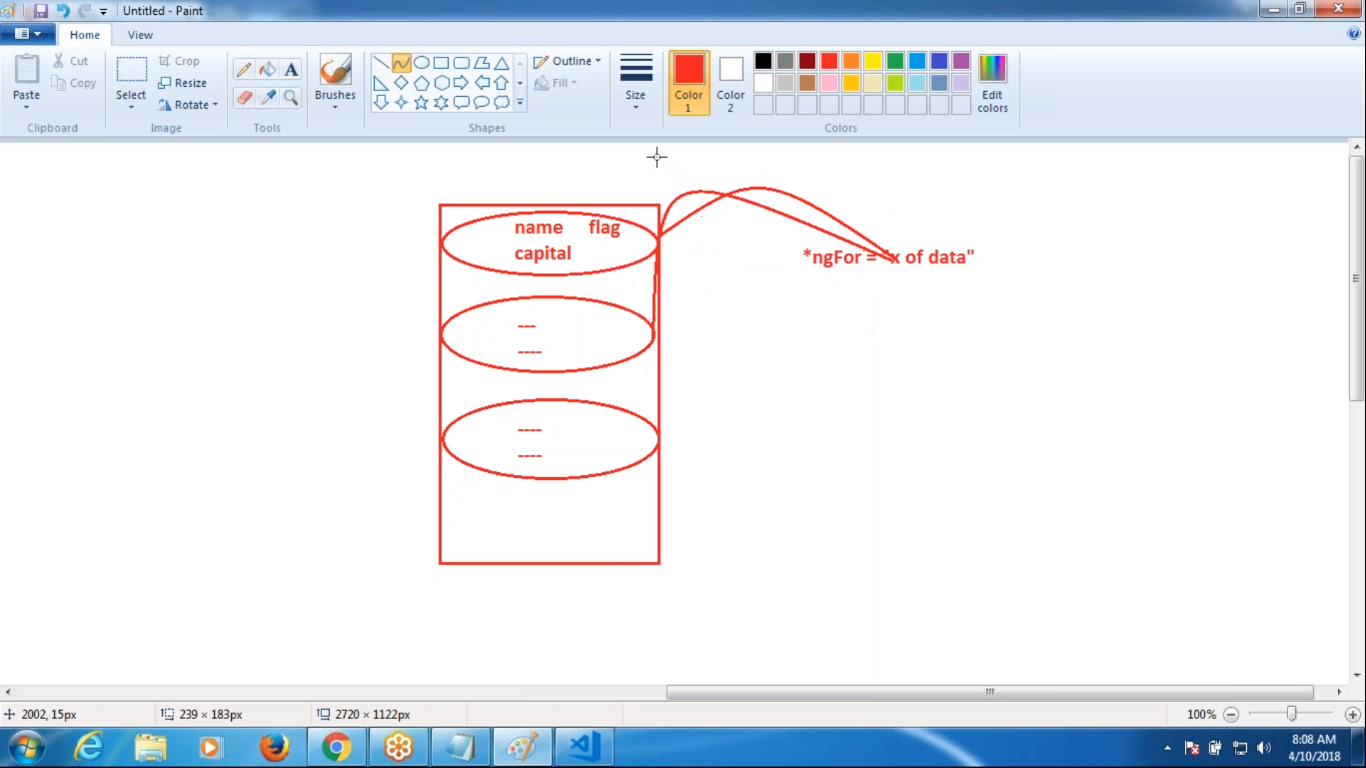 Untitled - Paint
Home
View
Paste
Cut
Copy
Clipboard
Select
Crop
Resize
Rotate
Image
Tools
Brushes
Shapes
Outline
Fill
Size
Color
1
Color
2
Edit
colors
Colors
name flag
capital
---
----
----
----
*ngFor = "x of data"
2002, 15px
239 × 183px
2720 × 1122px
100%
8:08 AM
4/10/2018